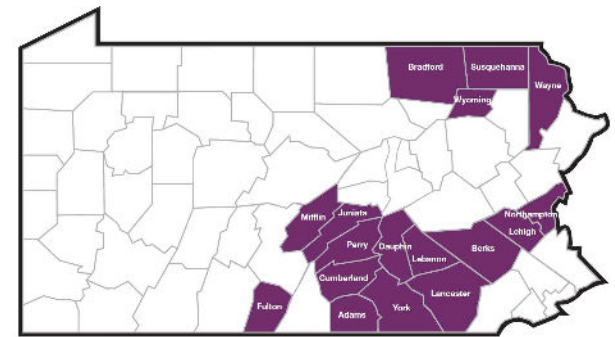 Bradford
Susquehanna
Wayne
Wyoming
Northampton
Lehigh
Mifflin
Juniata
Perry
Dauphin
Berks
Lebanon
Cumberland
Lancaster
Fulton
Adams
York